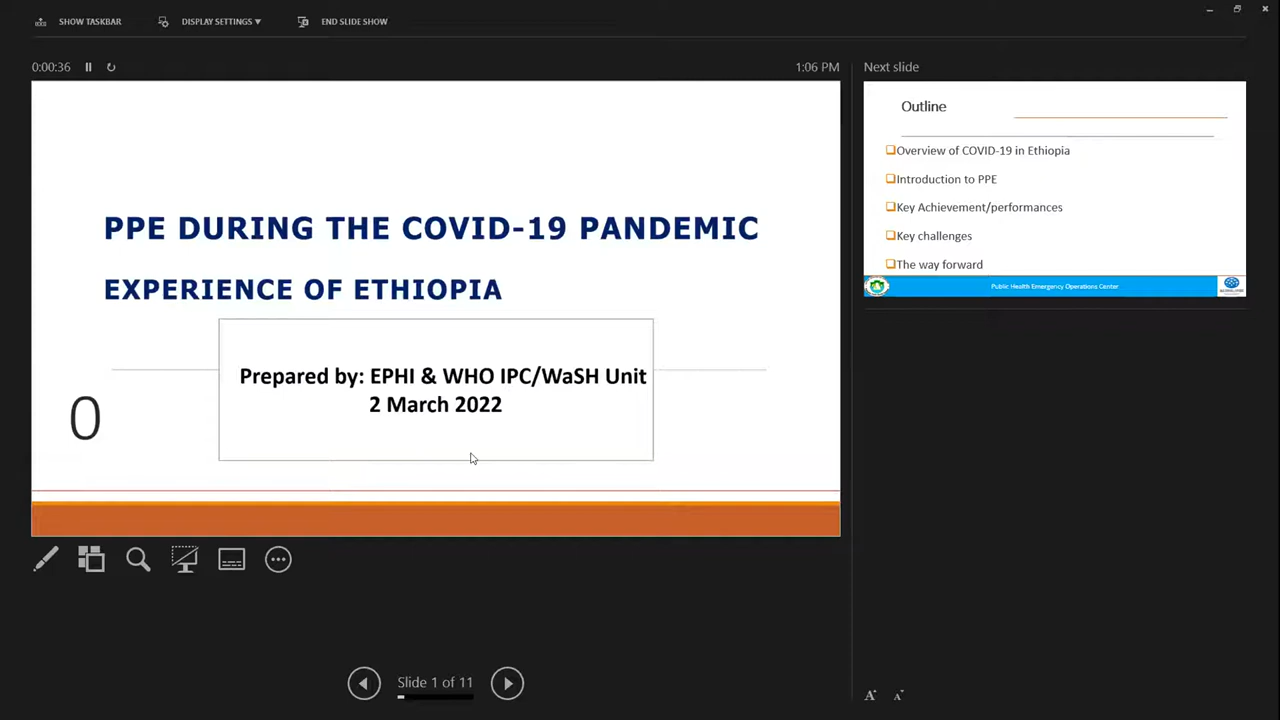 SHOW TASKBAR
DISPLAY SETTINGS
END SLIDE SHOW
0:00:36
1:06 PM
PPE DURING THE COVID-19 PANDEMIC
EXPERIENCE OF ETHIOPIA
Prepared by: EPHI & WHO IPC/WaSH Unit
2 March 2022
0
Slide 1 of 11
Next slide
Outline
Overview of COVID-19 in Ethiopia
Introduction to PPE
Key Achievement/performances
Key challenges
The way forward
Public Health Emergency Operations Center
A A